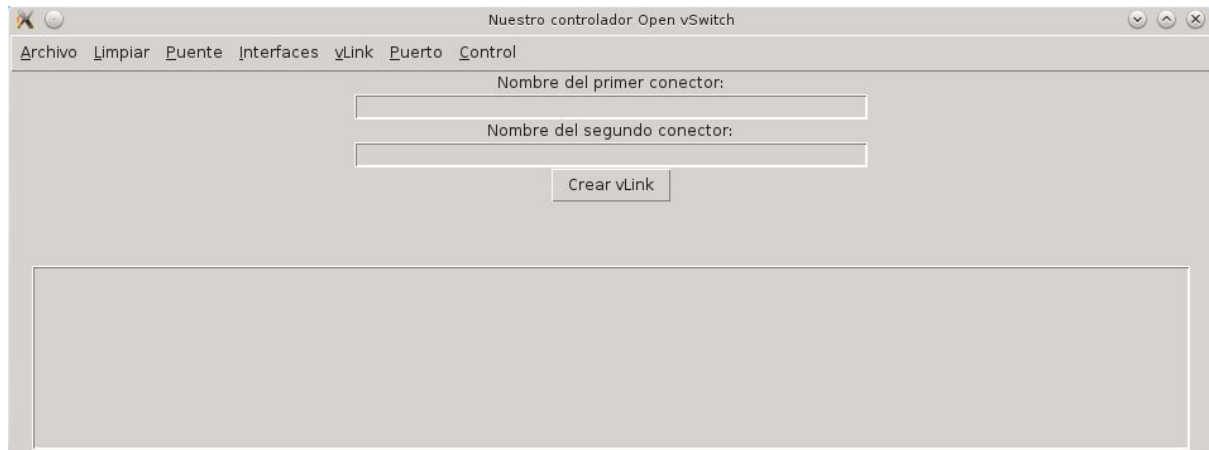 Nuestro controlador Open vSwitch
Archivo Limpiar Puente Interfaces vLink Puerto Control
Nombre del primer conector:
Nombre del segundo conector:
Crear vLink